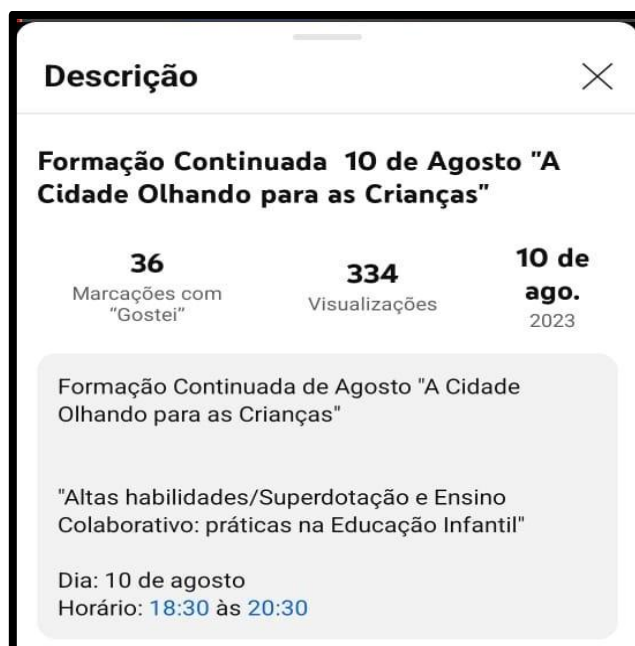 Descrição
Formação Continuada 10 de Agosto "A
Cidade Olhando para as Crianças"
36
Marcações com
"Gostei"
334
Visualizações
10 de
ago.
2023
Formação Continuada de Agosto "A Cidade
Olhando para as Crianças"
"Altas habilidades/Superdotação e Ensino
Colaborativo: práticas na Educação Infantil"
Dia: 10 de agosto
Horário: 18:30 às 20:30